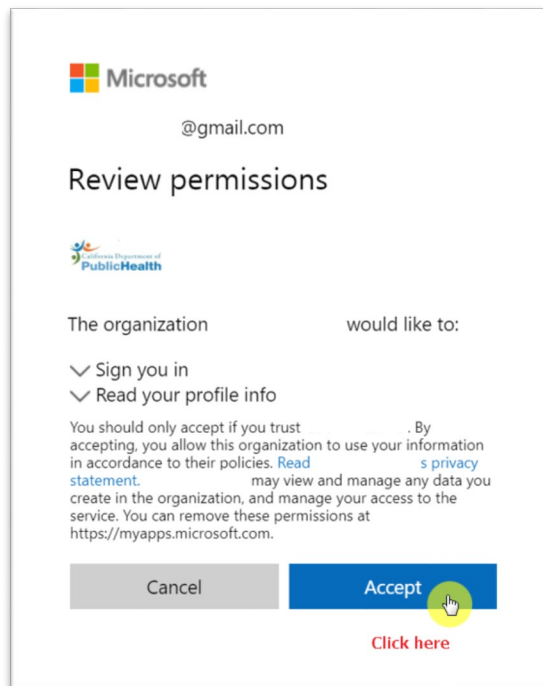 Microsoft
@gmail.com
Review permissions
California Department of
PublicHealth
The organization would like to:
Sign you in
Read your profile info
You should only accept if you trust . By
accepting, you allow this organization to use your information
in accordance to their policies. Read s privacy
statement. may view and manage any data you
create in the organization, and manage your access to the
service. You can remove these permissions at
https://myapps.microsoft.com.
Cancel Accept
Click here